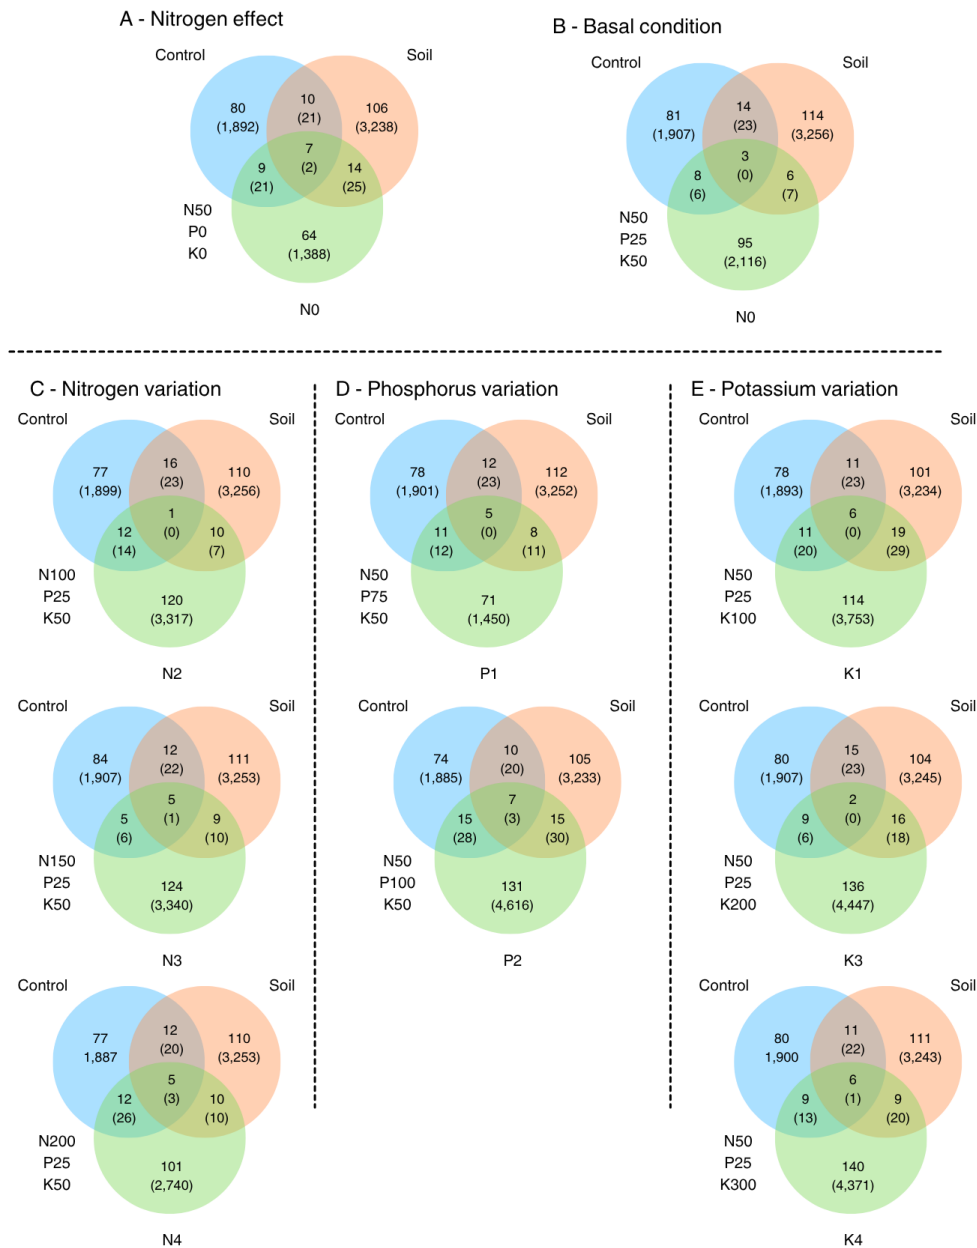 A - Nitrogen effect
Control
Soil
80
(1,892)
10
(21)
106
(3,238)
7
(2)
9
(21)
14
(25)
N50
P0
K0
64
(1,388)
N0
B - Basal condition
Control
Soil
81
(1,907)
14
(23)
114
(3,256)
3
(0)
8
(6)
6
(7)
N50
P25
K50
95
(2,116)
N0
C - Nitrogen variation
Control
Soil
77
(1,899)
16
(23)
110
(3,256)
1
(0)
12
(14)
10
(7)
N100
P25
K50
120
(3,317)
N2
Control
Soil
84
(1,907)
12
(22)
111
(3,253)
5
(1)
5
(6)
9
(10)
N150
P25
K50
124
(3,340)
N3
Control
Soil
77
1,887
12
(20)
110
(3,253)
5
(3)
12
(26)
10
(10)
N200
P25
K50
101
(2,740)
N4
D - Phosphorus variation
Control
Soil
78
(1,901)
12
(23)
112
(3,252)
5
(0)
11
(12)
8
(11)
N50
P75
K50
71
(1,450)
P1
Control
Soil
74
(1,885)
10
(20)
105
(3,233)
7
(3)
15
(28)
15
(30)
N50
P100
K50
131
(4,616)
P2
E - Potassium variation
Control
Soil
78
(1,893)
11
(23)
101
(3,234)
6
(0)
11
(20)
19
(29)
N50
P25
K100
114
(3,753)
K1
Control
Soil
80
(1,907)
15
(23)
104
(3,245)
2
(0)
9
(6)
16
(18)
N50
P25
K200
136
(4,447)
K3
Control
Soil
80
1,900
11
(22)
111
(3,243)
6
(1)
9
(13)
9
(20)
N50
P25
K300
140
(4,371)
K4